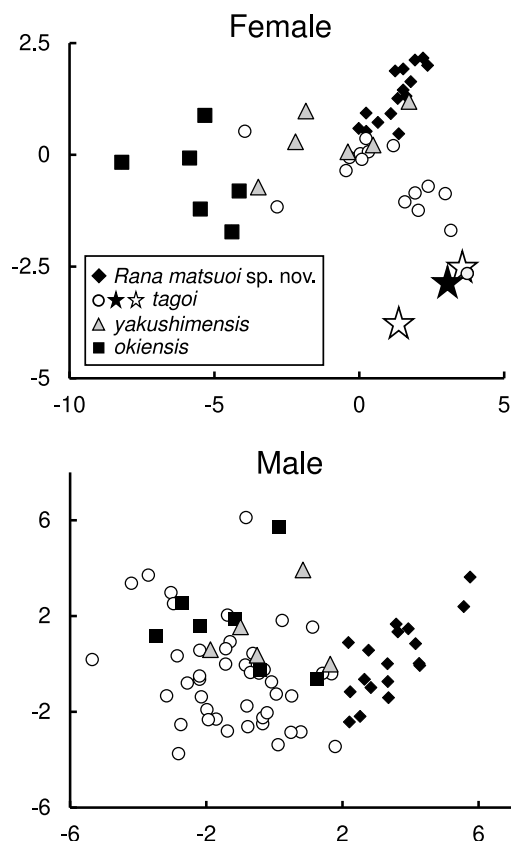 Female
2.5
0
-2.5
-5
◆ Rana matsuoi sp. nov.
○★☆ tagoi
▲ yakushimensis
■ okiensis
-10 -5 0 5
Male
6
2
-2
-6
-6 -2 2 6